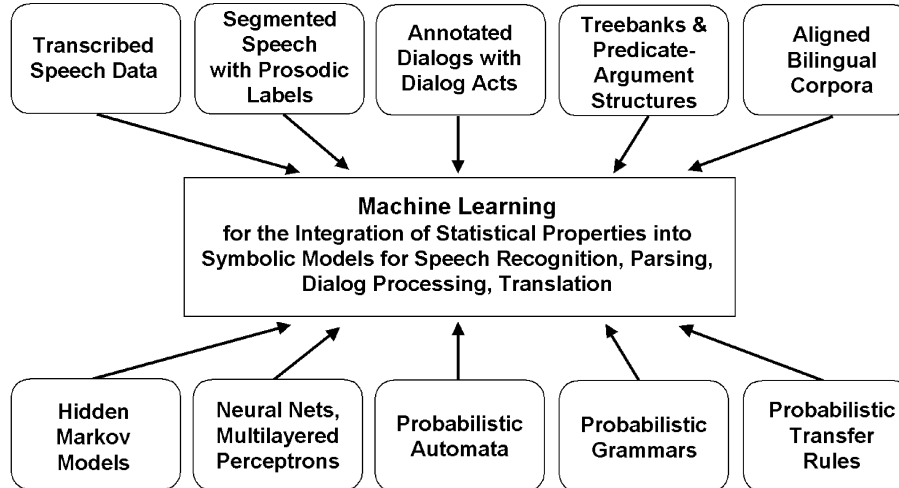 Transcribed
Speech Data
Segmented
Speech
with Prosodic
Labels
Annotated
Dialogs with
Dialog Acts
Treebanks &
Predicate-
Argument
Structures
Aligned
Bilingual
Corpora
Machine Learning
for the Integration of Statistical Properties into
Symbolic Models for Speech Recognition, Parsing,
Dialog Processing, Translation
Hidden
Markov
Models
Neural Nets,
Multilayered
Perceptrons
Probabilistic
Automata
Probabilistic
Grammars
Probabilistic
Transfer
Rules